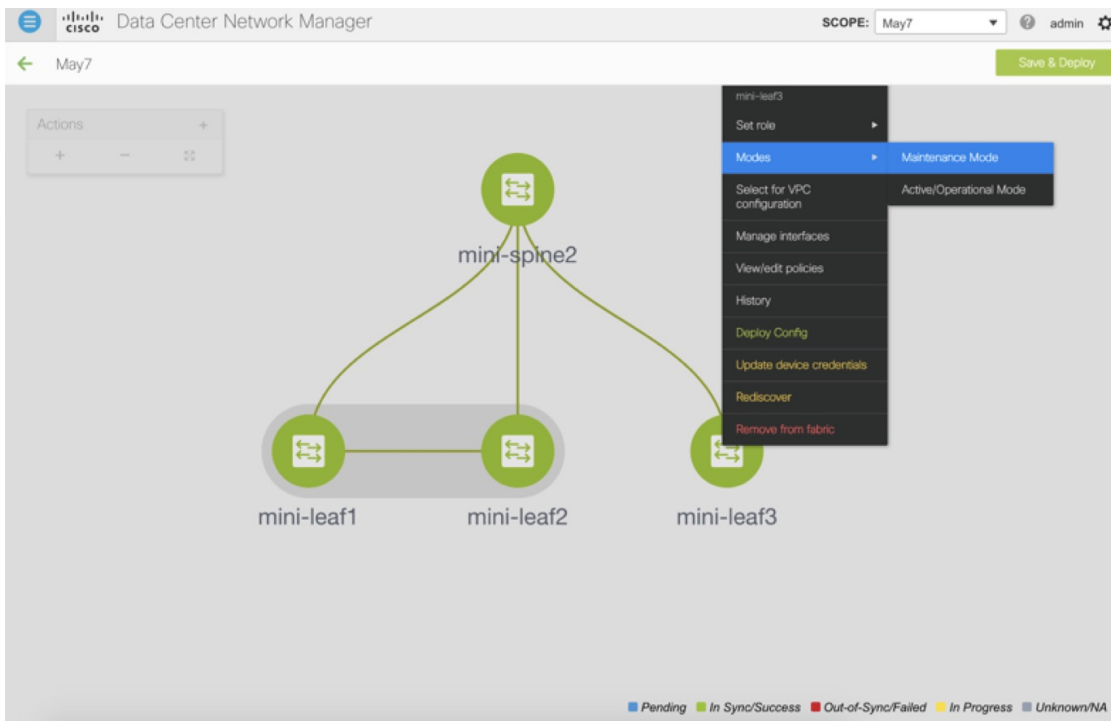 CISCO Data Center Network Manager
SCOPE: May7
admin
May7
Save & Deploy
Actions
mini-leaf3
Set role
Modes
Maintenance Mode
Select for VPC
configuration
Active/Operational Mode
Manage interfaces
View/edit policies
History
Deploy Config
Update device credentials
Rediscover
Remove from fabric
mini-spine2
mini-leaf1
mini-leaf2
mini-leaf3
Pending In Sync/Success Out-of-Sync/Failed In Progress Unknown/NA